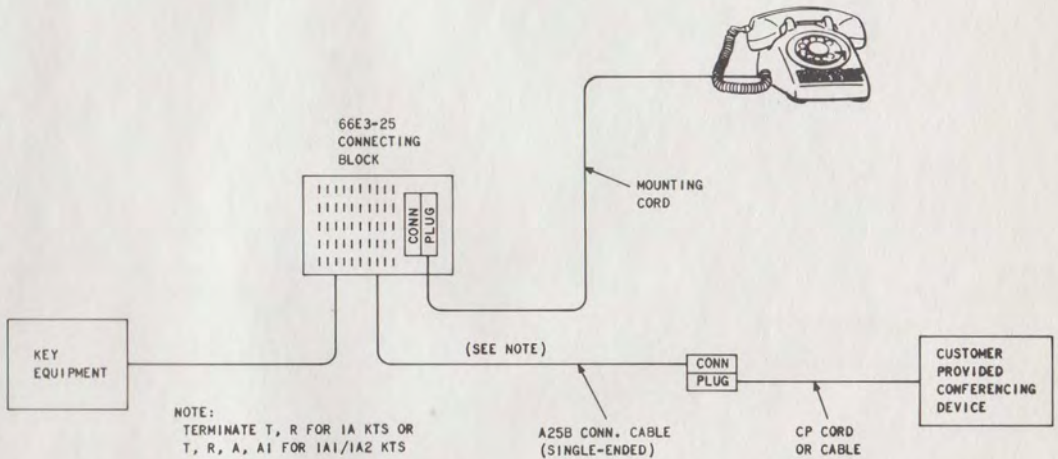 66E3-25
CONNECTING
BLOCK
CONN
PLUG
MOUNTING
CORD
KEY
EQUIPMENT
(SEE NOTE)
CONN
PLUG
CUSTOMER
PROVIDED
CONFERENCING
DEVICE
NOTE:
TERMINATE T, R FOR 1A KTS OR
T, R, A, A1 FOR 1A1/1A2 KTS
A25B CONN. CABLE
(SINGLE-ENDED)
CP CORD
OR CABLE